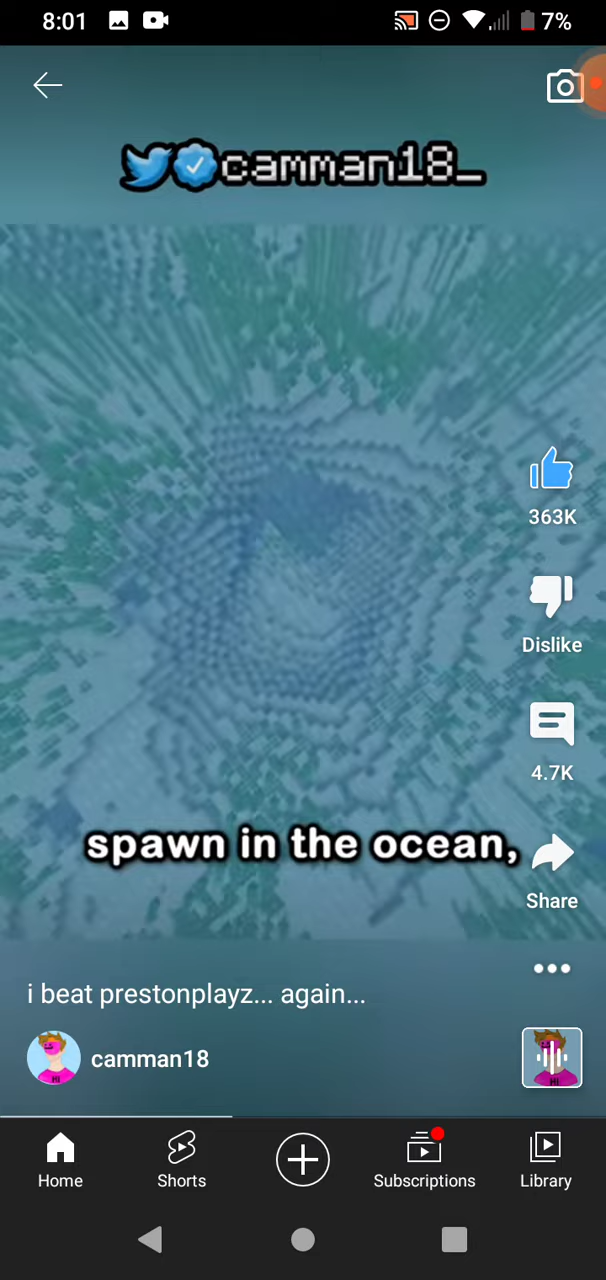 8:01
7%
camman18_
363K
Dislike
4.7K
spawn in the ocean,
Share
i beat prestonplayz... again...
camman18
Home
Shorts
Subscriptions
Library